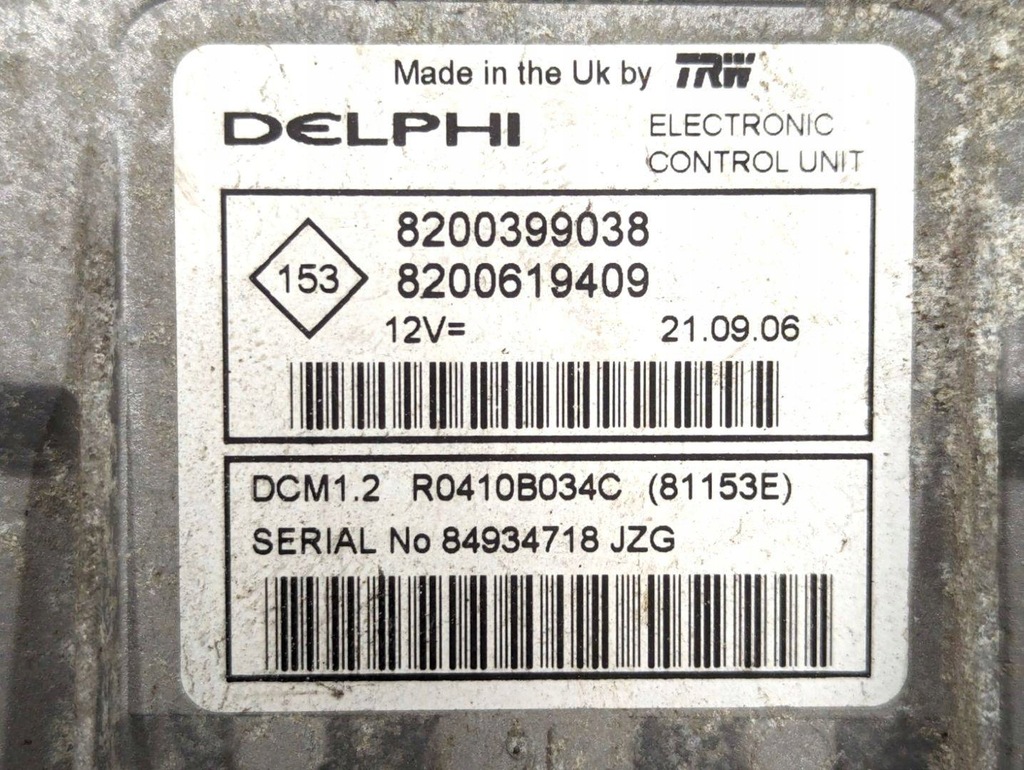 Made in the Uk by TRW
DELPHI
ELECTRONIC
CONTROL UNIT
153
8200399038
8200619409
12V= 21.09.06
DCM1.2 R0410B034C (81153E)
SERIAL No 84934718 JZG